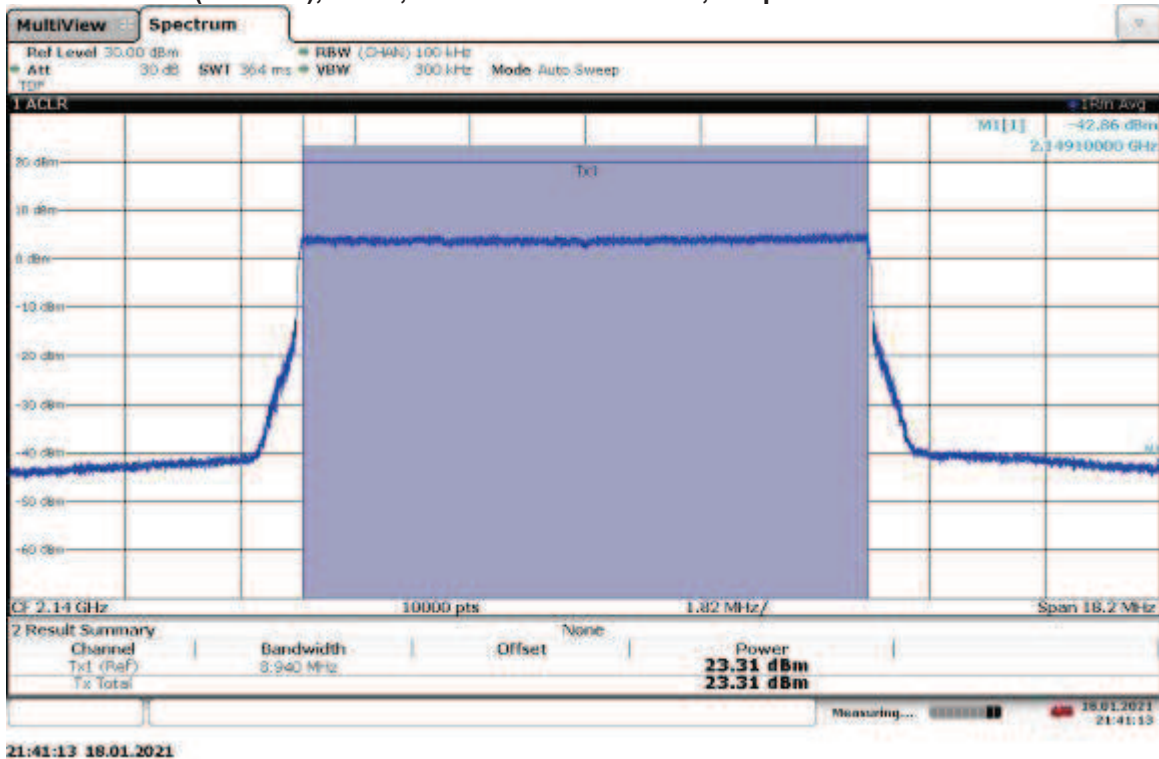 MultiView Spectrum
Ref Level 30.00 dBm RBW (CHAN) 100 kHz
Att 30 dB SWT 364 ms VBW 300 kHz Mode Auto Sweep
TDF
1 ACLR 1Rm Avg
M1[1] -42.86 dBm
2.14910000 GHz
Tx1
20 dBm
10 dBm
0 dBm
-10 dBm
-20 dBm
-30 dBm
-40 dBm
-50 dBm
-60 dBm
CF 2.14 GHz 10000 pts 1.82 MHz/ Span 18.2 MHz
2 Result Summary None
Channel Bandwidth Offset Power
Tx1 (Ref) 8.940 MHz 23.31 dBm
Tx Total 23.31 dBm
Measuring... 18.01.2021
21:41:13
21:41:13 18.01.2021